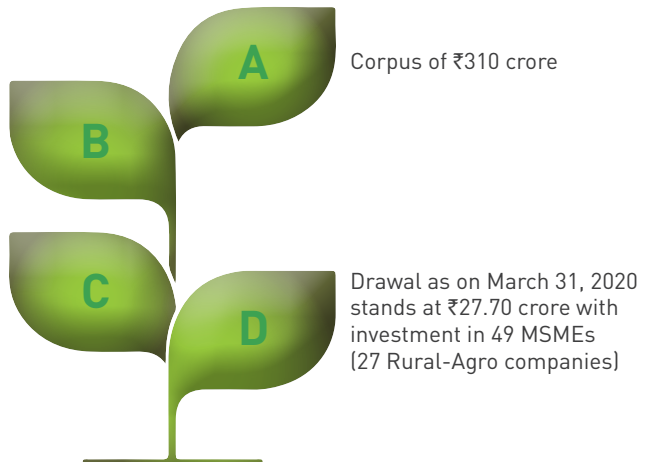 A
Corpus of ₹310 crore
B
C
D
Drawal as on March 31, 2020
stands at ₹27.70 crore with
investment in 49 MSMEs
(27 Rural-Agro companies)